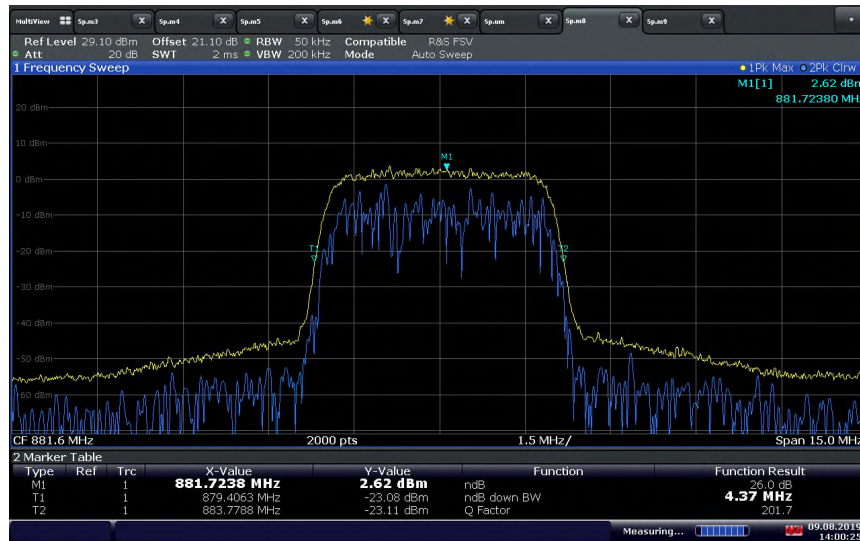 MultiView Sp.m3 X Sp.m4 X Sp.m5 X Sp.m6 X Sp.m7 X Sp.um X Sp.m8 X Sp.m9 X
Ref Level 29.10 dBm Offset 21.10 dB RBW 50 kHz Compatible R&S FSV
Att 20 dB SWT 2 ms VBW 200 kHz Mode Auto Sweep
1 Frequency Sweep 1Pk Max 2Pk Clrw
M1[1] 2.62 dBm
881.72380 MHz
20 dBm
10 dBm
M1
0 dBm
-10 dBm
-20 dBm
T1 T2
-30 dBm
-40 dBm
-50 dBm
-60 dBm
CF 881.6 MHz 2000 pts 1.5 MHz/ Span 15.0 MHz
2 Marker Table
Type Ref Trc X-Value Y-Value Function Function Result
M1 1 881.7238 MHz 2.62 dBm ndB 26.0 dB
T1 1 879.4063 MHz -23.08 dBm ndB down BW 4.37 MHz
T2 1 883.7788 MHz -23.11 dBm Q Factor 201.7
Measuring... 09.08.2019
14:00:25